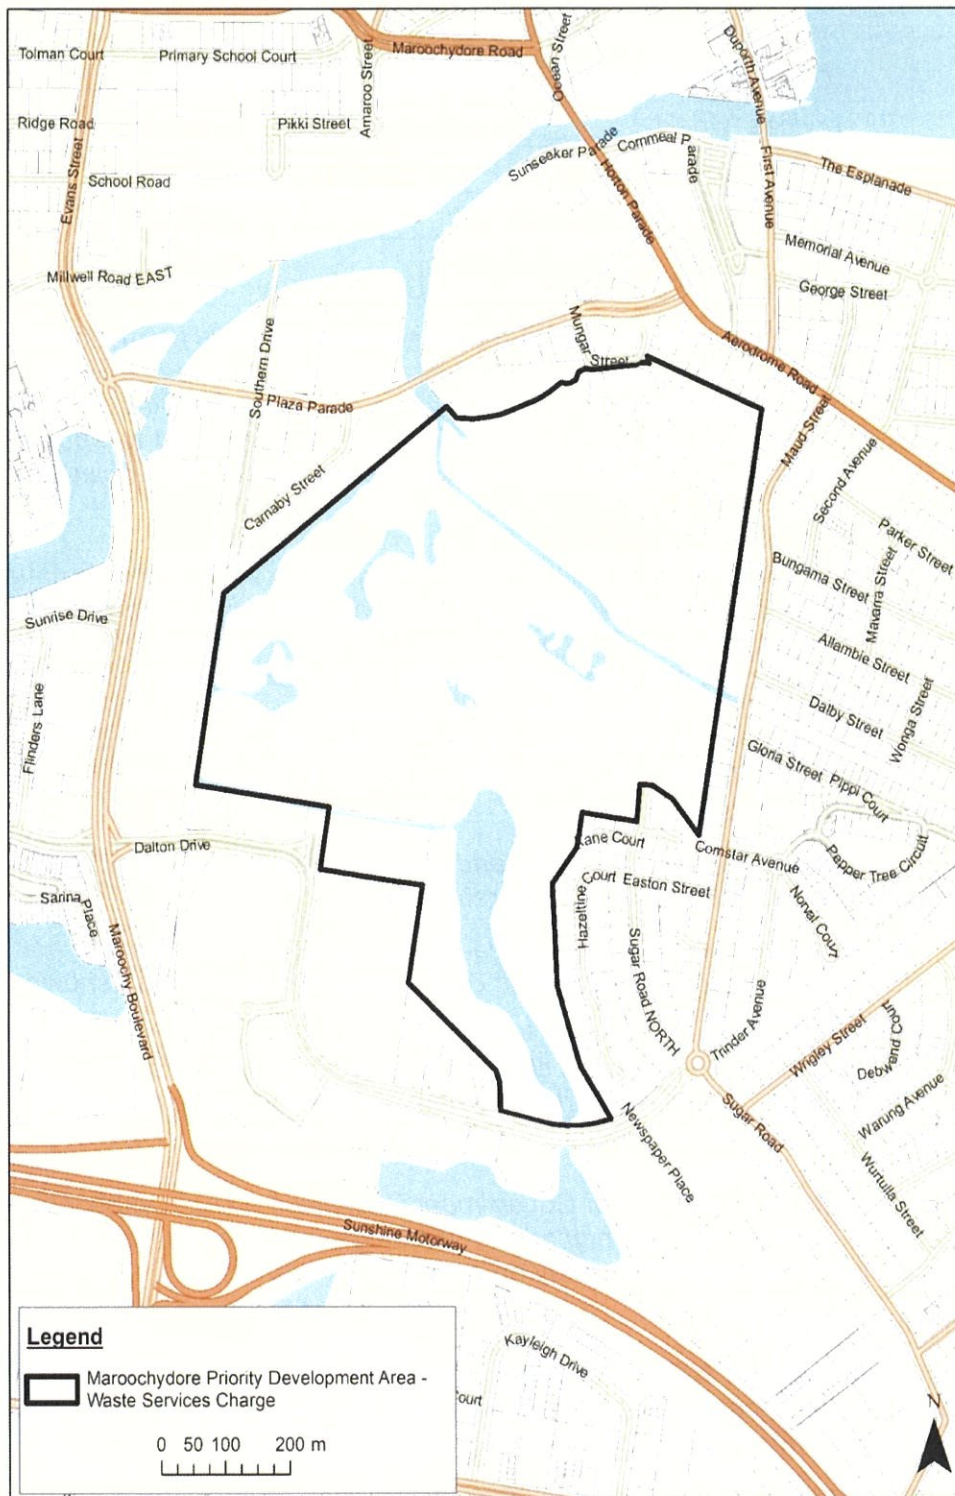 Tolman Court
Primary School Court
Maroochydore Road
Amaroo Street
Ocean Street
Duporth Avenue
Ridge Road
Pikki Street
Evans Street
School Road
Sunseeker Parade
Cornmeal Parade
Horton Parade
First Avenue
The Esplanade
Memorial Avenue
George Street
Millwell Road EAST
Southern Drive
Mungar Street
Aerodrome Road
Plaza Parade
Maud Street
Second Avenue
Carnaby Street
Parker Street
Bungama Street
Mavarra Street
Sunrise Drive
Allambie Street
Flinders Lane
Dalby Street
Wonga Street
Gloria Street
Pippi Court
Dalton Drive
Kane Court
Comstar Avenue
Pepper Tree Circuit
Sarina Place
Hazeltine Court
Easton Street
Norval Court
Maroochy Boulevard
Sugar Road NORTH
Trinder Avenue
Wrigley Street
Debwend Court
Sugar Road
Warung Avenue
Newspaper Place
Wurtulla Street
Sunshine Motorway
Kayleigh Drive
Court
Legend
Maroochydore Priority Development Area -
Waste Services Charge
0 50 100 200 m
N